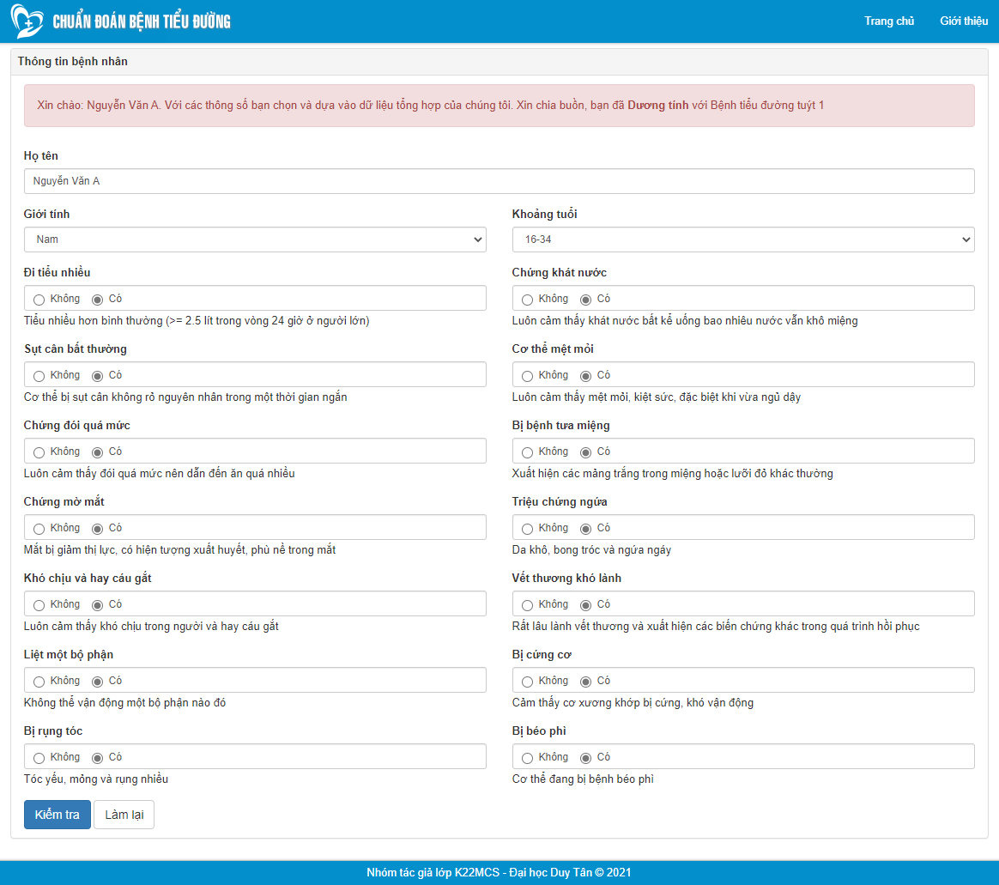 CHUẨN ĐOÁN BỆNH TIỂU ĐƯỜNG
Trang chủ Giới thiệu
Thông tin bệnh nhân
Xin chào: Nguyễn Văn A. Với các thông số bạn chọn và dựa vào dữ liệu tổng hợp của chúng tôi. Xin chia buồn, bạn đã Dương tính với Bệnh tiểu đường tuýt 1
Họ tên
Nguyễn Văn A
Giới tính Khoảng tuổi
Nam 16-34
Đi tiểu nhiều Chứng khát nước
Không Có Không Có
Tiểu nhiều hơn bình thường (>= 2.5 lít trong vòng 24 giờ ở người lớn) Luôn cảm thấy khát nước bất kể uống bao nhiêu nước vẫn khô miệng
Sụt cân bất thường Cơ thể mệt mỏi
Không Có Không Có
Cơ thể bị sụt cân không rỏ nguyên nhân trong một thời gian ngắn Luôn cảm thấy mệt mỏi, kiệt sức, đặc biệt khi vừa ngủ dậy
Chứng đói quá mức Bị bệnh tưa miệng
Không Có Không Có
Luôn cảm thấy đói quá mức nên dẫn đến ăn quá nhiều Xuất hiện các mảng trắng trong miệng hoặc lưỡi đỏ khác thường
Chứng mờ mắt Triệu chứng ngứa
Không Có Không Có
Mắt bị giảm thị lực, có hiện tượng xuất huyết, phù nề trong mắt Da khô, bong tróc và ngứa ngáy
Khó chịu và hay cáu gắt Vết thương khó lành
Không Có Không Có
Luôn cảm thấy khó chịu trong người và hay cáu gắt Rất lâu lành vết thương và xuất hiện các biến chứng khác trong quá trình hồi phục
Liệt một bộ phận Bị cứng cơ
Không Có Không Có
Không thể vận động một bộ phận nào đó Cảm thấy cơ xương khớp bị cứng, khó vận động
Bị rụng tóc Bị béo phì
Không Có Không Có
Tóc yếu, mỏng và rụng nhiều Cơ thể đang bị bệnh béo phì
Kiểm tra Làm lại
Nhóm tác giả lớp K22MCS - Đại học Duy Tân © 2021